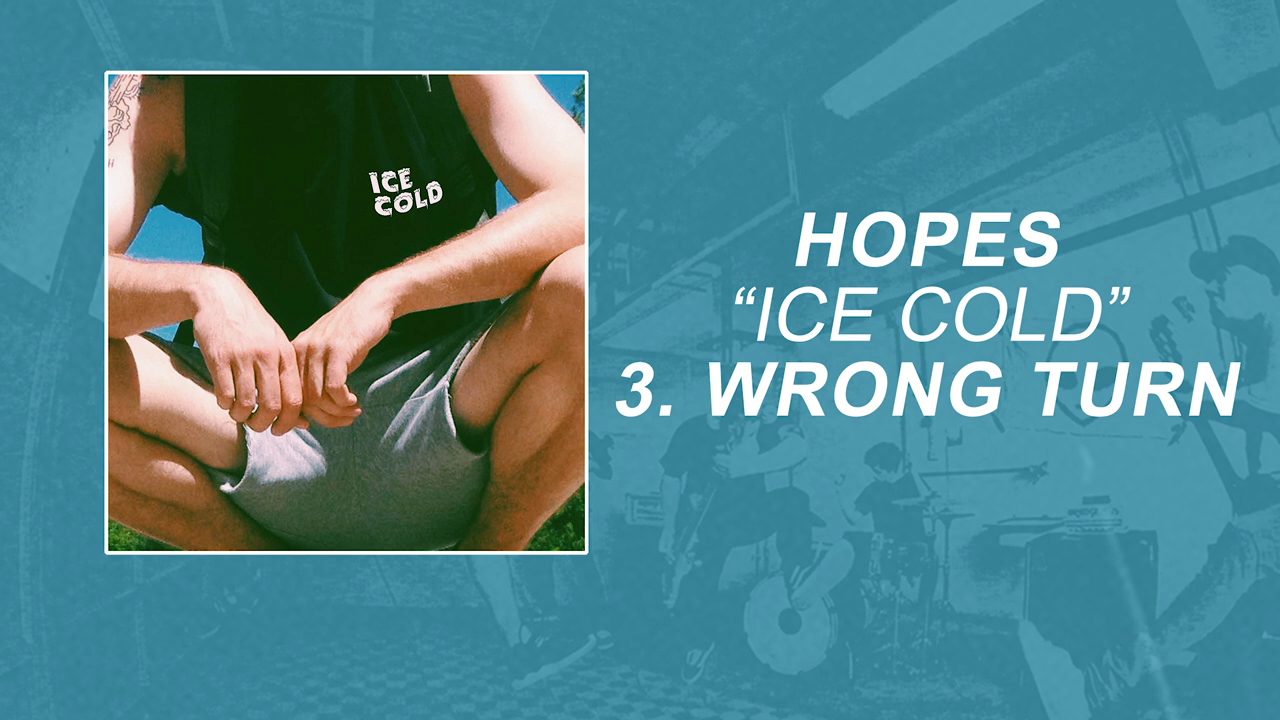 ICE
COLD
HOPES
“ICE COLD”
3. WRONG TURN